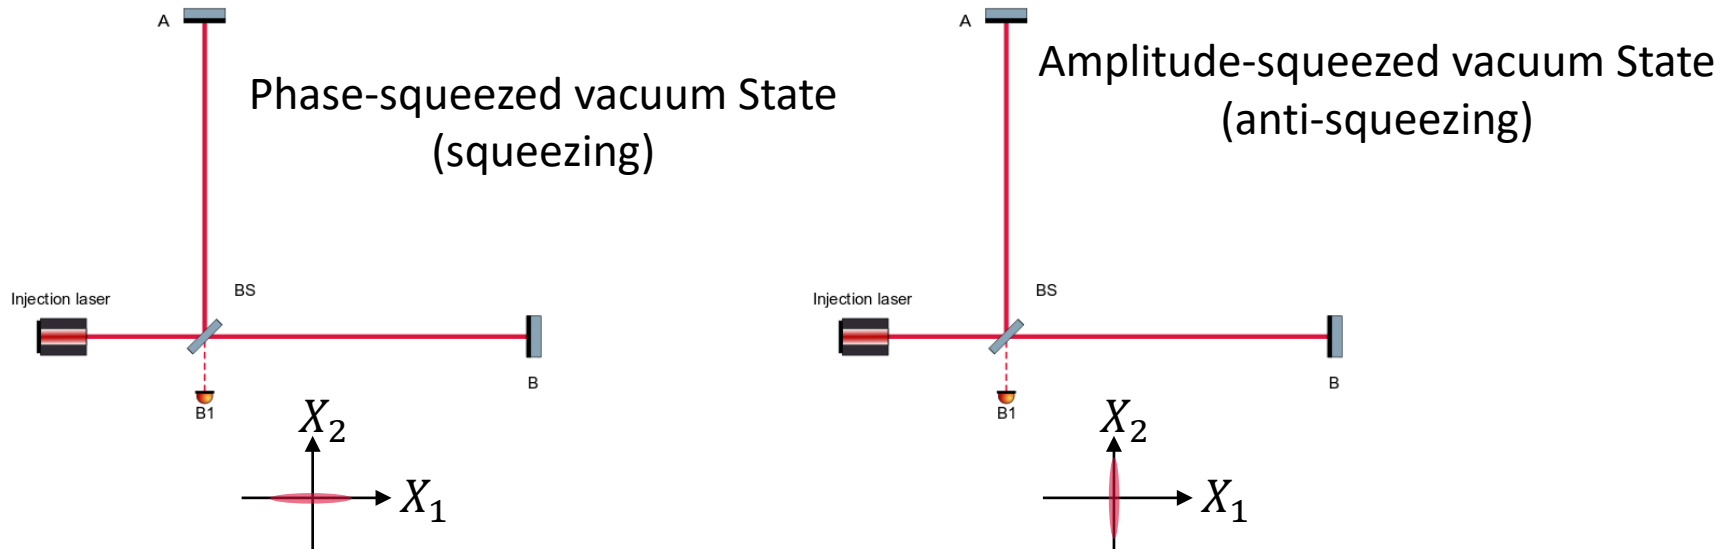 A
Phase-squeezed vacuum State
(squeezing)
BS
Injection laser
B
B1
X₂
X₁
A
Amplitude-squeezed vacuum State
(anti-squeezing)
BS
Injection laser
B
B1
X₂
X₁